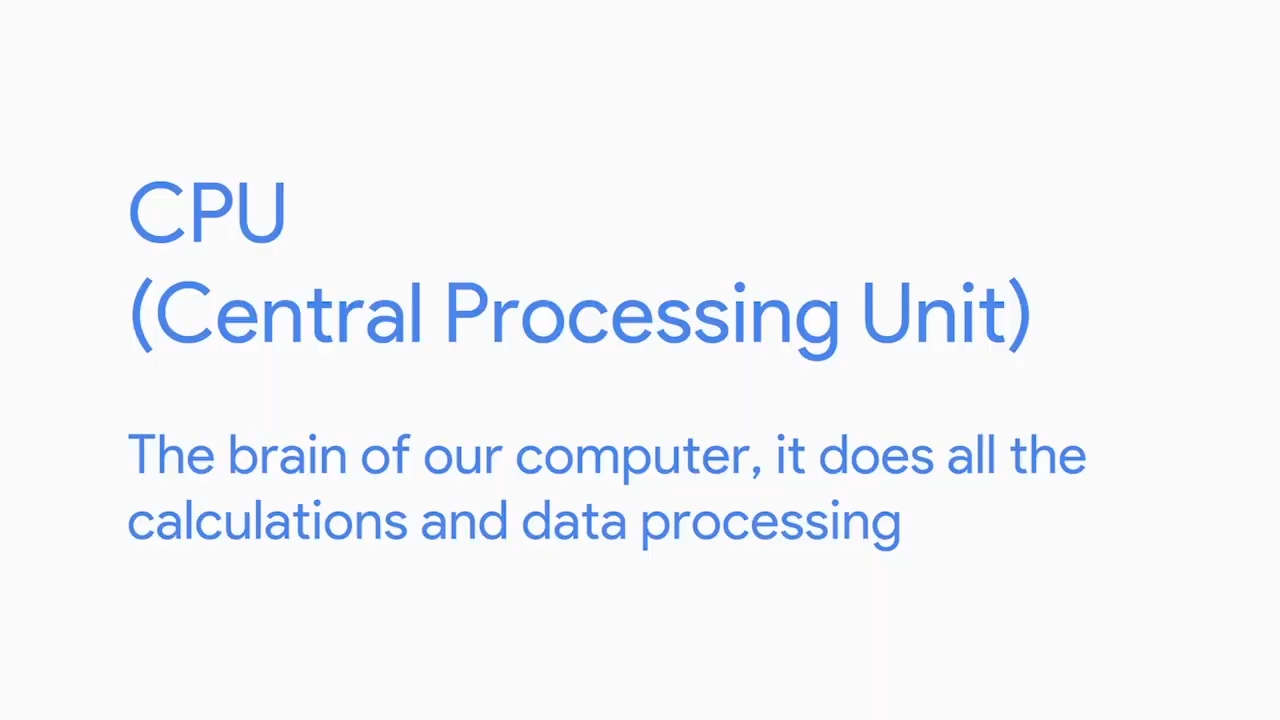 CPU
(Central Processing Unit)
The brain of our computer, it does all the
calculations and data processing